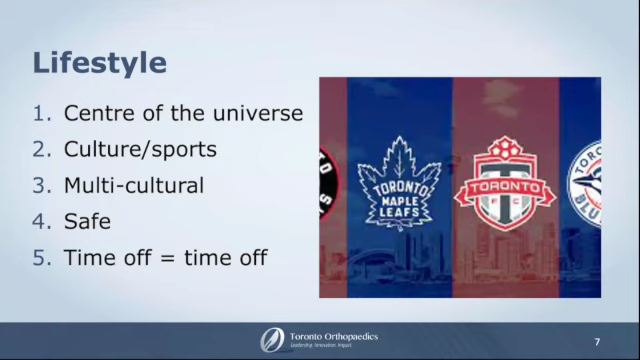 Lifestyle
1. Centre of the universe
2. Culture/sports
3. Multi-cultural
4. Safe
5. Time off = time off
TORONTO
MAPLE
LEAFS
TORONTO
FC
Toronto Orthopaedics
Leadership. Innovation. Impact.
7